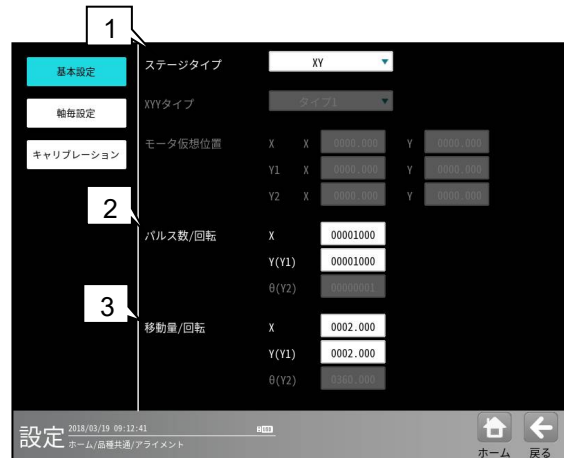 1
基本設定
軸毎設定
キャリブレーション
ステージタイプ XY
XYYタイプ タイプ1
モータ仮想位置 X X 0000.000 Y 0000.000
Y1 X 0000.000 Y 0000.000
Y2 X 0000.000 Y 0000.000
2
パルス数/回転 X 00001000
Y(Y1) 00001000
θ(Y2) 00000001
3
移動量/回転 X 0002.000
Y(Y1) 0002.000
θ(Y2) 0360.000
設定 2018/03/19 09:12:41
ホーム/品種共通/アライメント
ホーム 戻る